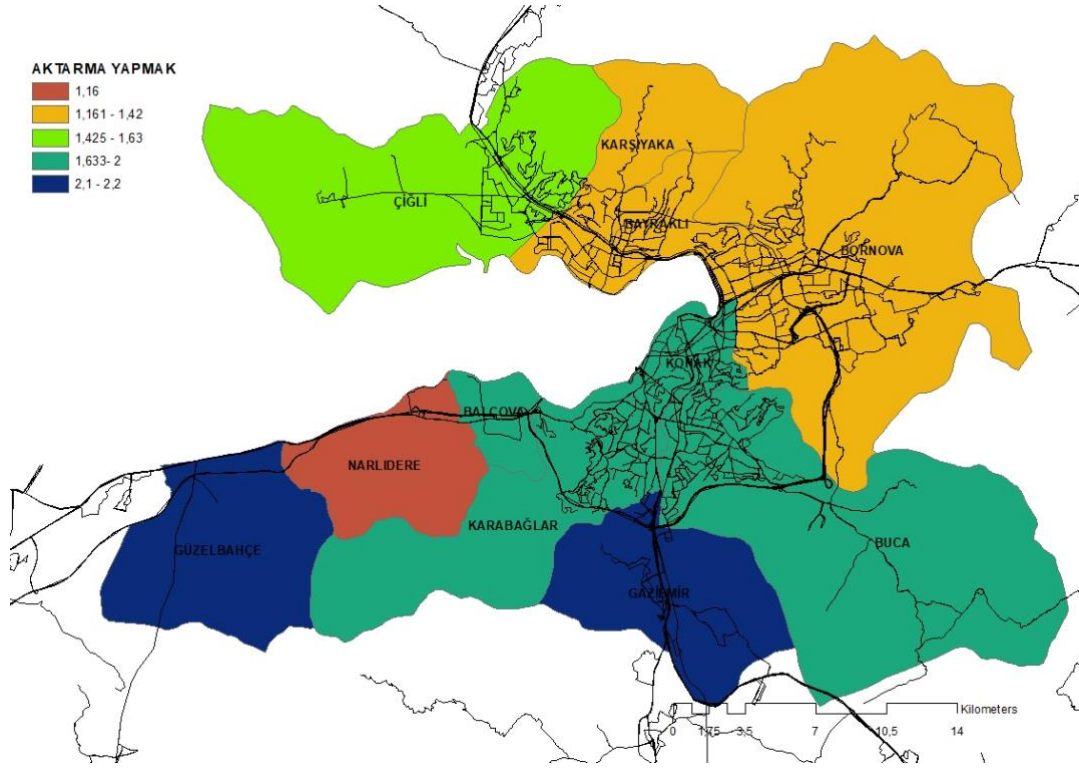 AKTARMA YAPMAK
1,16
1,161 - 1,42
1,425 - 1,63
1,633- 2
2,1 - 2,2
KARŞIYAKA
ÇİĞLİ
BAYRAKLI
BORNOVA
KONAK
BALÇOVA
NARLIDERE
KARABAĞLAR
GÜZELBAHÇE
BUCA
GAZİEMİR
Kilometers
0 1,75 3,5 7 10,5 14